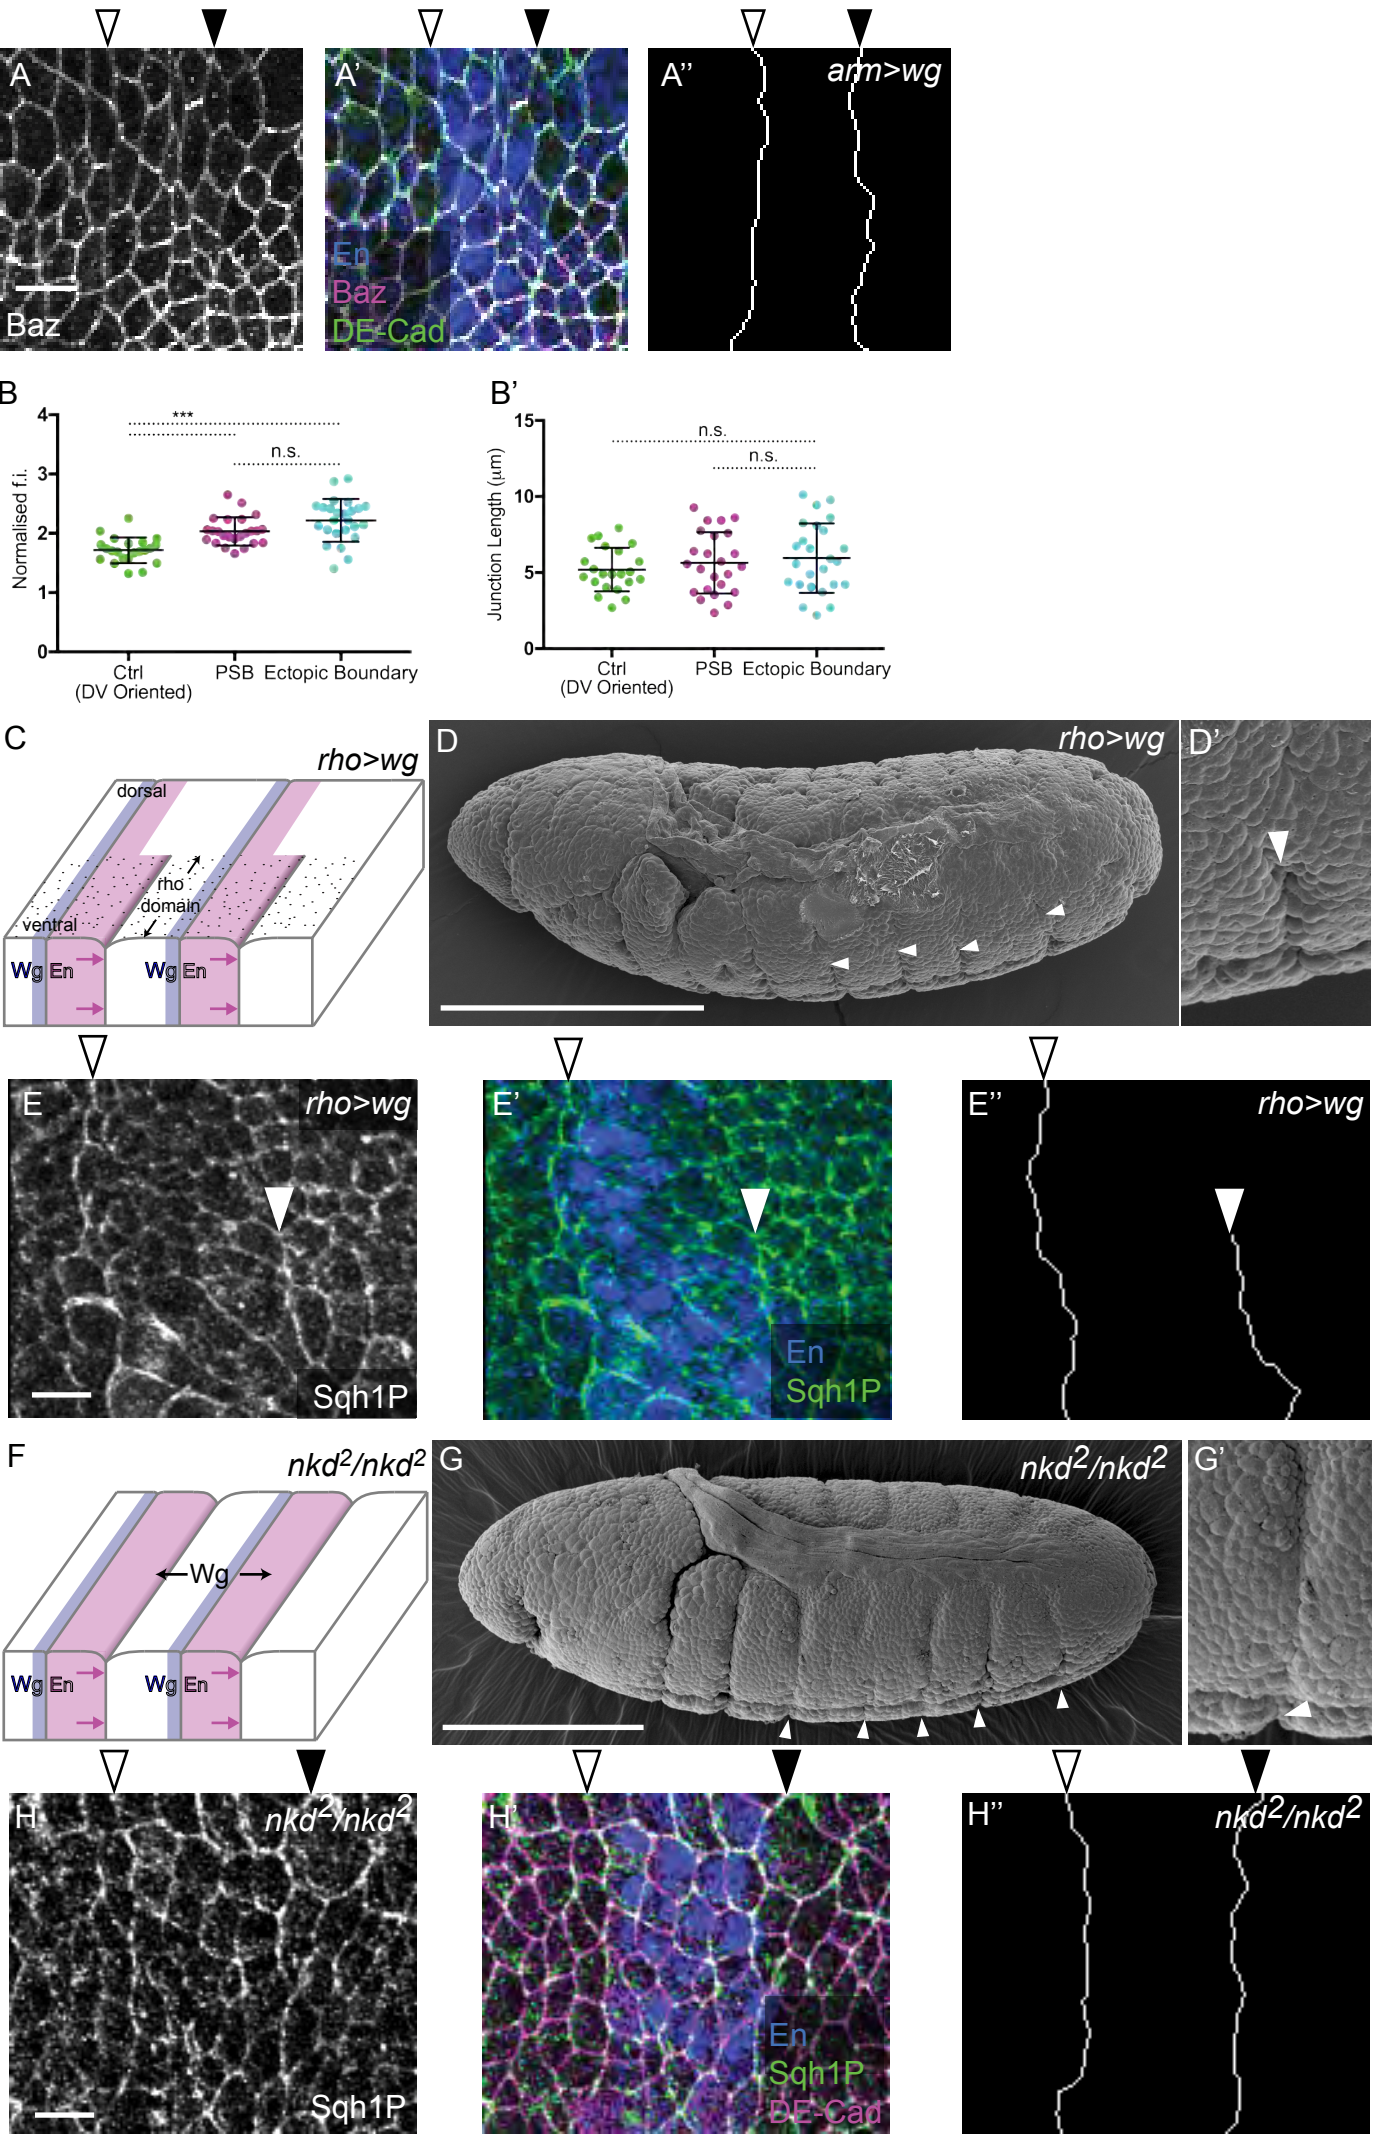 A
Baz
A’
En
Baz
DE-Cad
A’’
arm>wg
B
Normalised f.i.
4
3
2
1
0
***
n.s.
Ctrl
(DV Oriented)
PSB
Ectopic Boundary
B’
Junction Length (μm)
15
10
5
0
n.s.
n.s.
Ctrl
(DV Oriented)
PSB
Ectopic Boundary
C
rho>wg
dorsal
rho
domain
ventral
Wg En
Wg En
D
rho>wg
D’
E
rho>wg
Sqh1P
E’
En
Sqh1P
E’’
rho>wg
F
nkd2/nkd2
Wg
Wg En
Wg En
G
nkd2/nkd2
G’
H
nkd2/nkd2
Sqh1P
H’
En
Sqh1P
DE-Cad
H’’
nkd2/nkd2